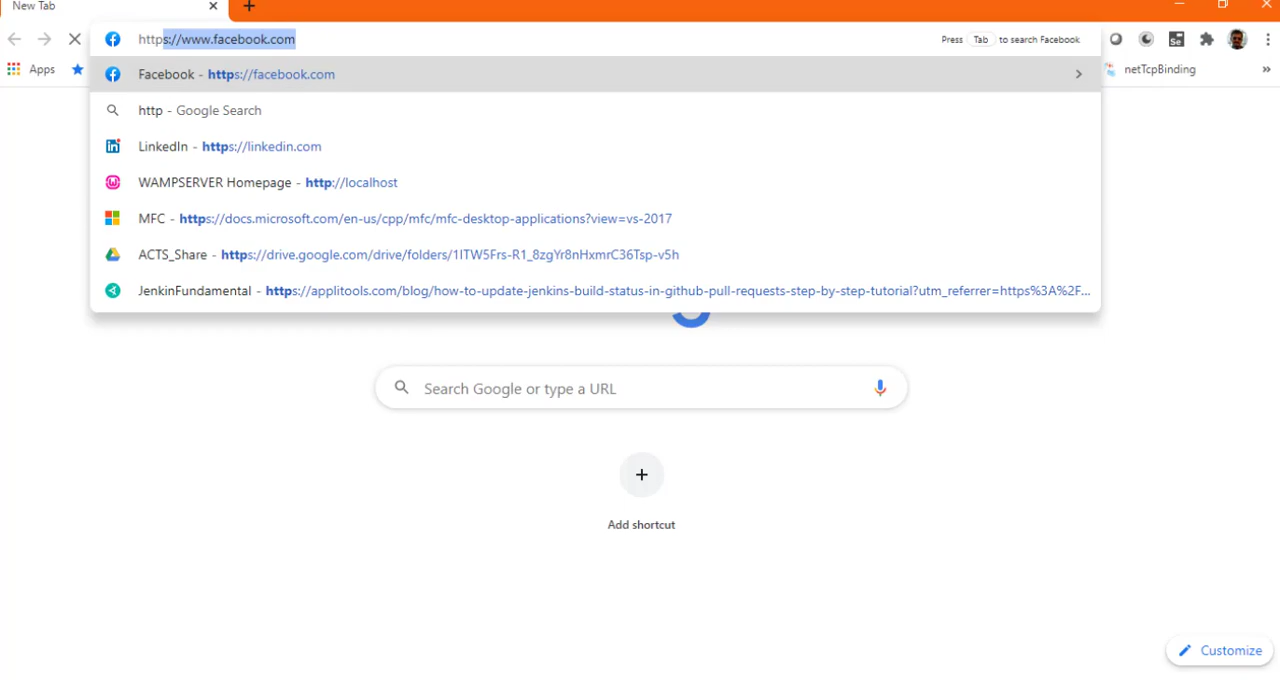 New Tab
https://www.facebook.com
Press Tab to search Facebook
Se
Apps
netTcpBinding
»
Facebook - https://facebook.com
http - Google Search
LinkedIn - https://linkedin.com
WAMPSERVER Homepage - http://localhost
MFC - https://docs.microsoft.com/en-us/cpp/mfc/mfc-desktop-applications?view=vs-2017
ACTS_Share - https://drive.google.com/drive/folders/1ITW5Frs-R1_8zgYr8nHxmrC36Tsp-v5h
JenkinFundamental - https://applitools.com/blog/how-to-update-jenkins-build-status-in-github-pull-requests-step-by-step-tutorial?utm_referrer=https%3A%2F...
Search Google or type a URL
Add shortcut
Customize